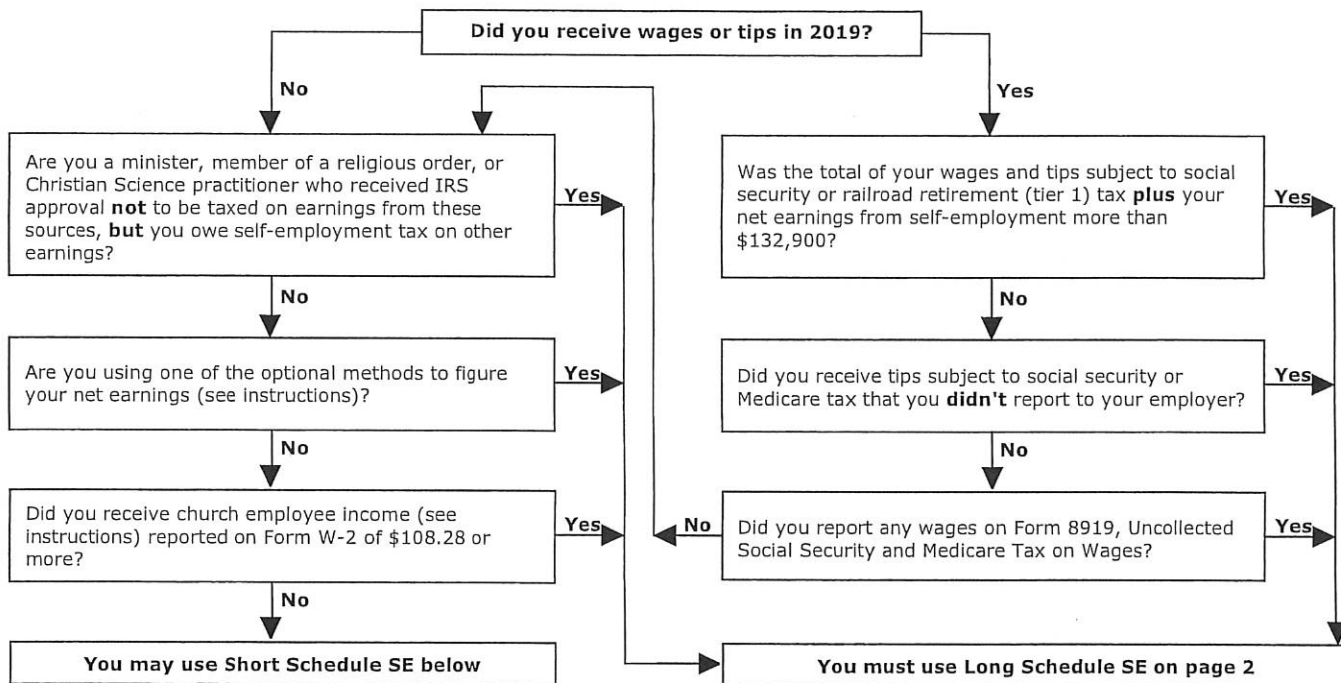 Did you receive wages or tips in 2019?
No
Yes
Are you a minister, member of a religious order, or
Christian Science practitioner who received IRS
approval not to be taxed on earnings from these
sources, but you owe self-employment tax on other
earnings?
Yes
Was the total of your wages and tips subject to social
security or railroad retirement (tier 1) tax plus your
net earnings from self-employment more than
$132,900?
Yes
No
No
Are you using one of the optional methods to figure
your net earnings (see instructions)?
Yes
Did you receive tips subject to social security or
Medicare tax that you didn't report to your employer?
Yes
No
No
Did you receive church employee income (see
instructions) reported on Form W-2 of $108.28 or
more?
Yes
No
Did you report any wages on Form 8919, Uncollected
Social Security and Medicare Tax on Wages?
Yes
No
You may use Short Schedule SE below
You must use Long Schedule SE on page 2